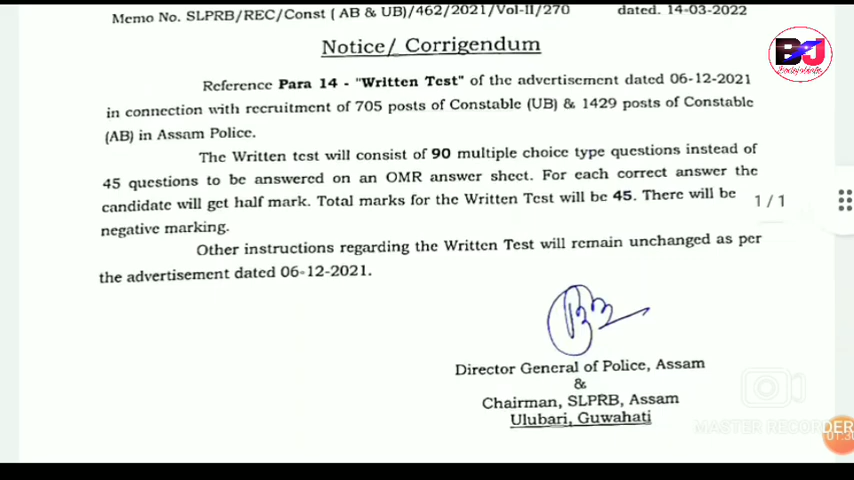 Memo No. SLPRB/REC/Const ( AB & UB)/462/2021/Vol-II/270 dated. 14-03-2022
Notice/ Corrigendum
Reference Para 14 - "Written Test" of the advertisement dated 06-12-2021
in connection with recruitment of 705 posts of Constable (UB) & 1429 posts of Constable
(AB) in Assam Police.
The Written test will consist of 90 multiple choice type questions instead of
45 questions to be answered on an OMR answer sheet. For each correct answer the
candidate will get half mark. Total marks for the Written Test will be 45. There will be
negative marking.
Other instructions regarding the Written Test will remain unchanged as per
the advertisement dated 06-12-2021.
Director General of Police, Assam
&
Chairman, SLPRB, Assam
Ulubari, Guwahati
1/1
BJ
MASTER RECORDER
01:30